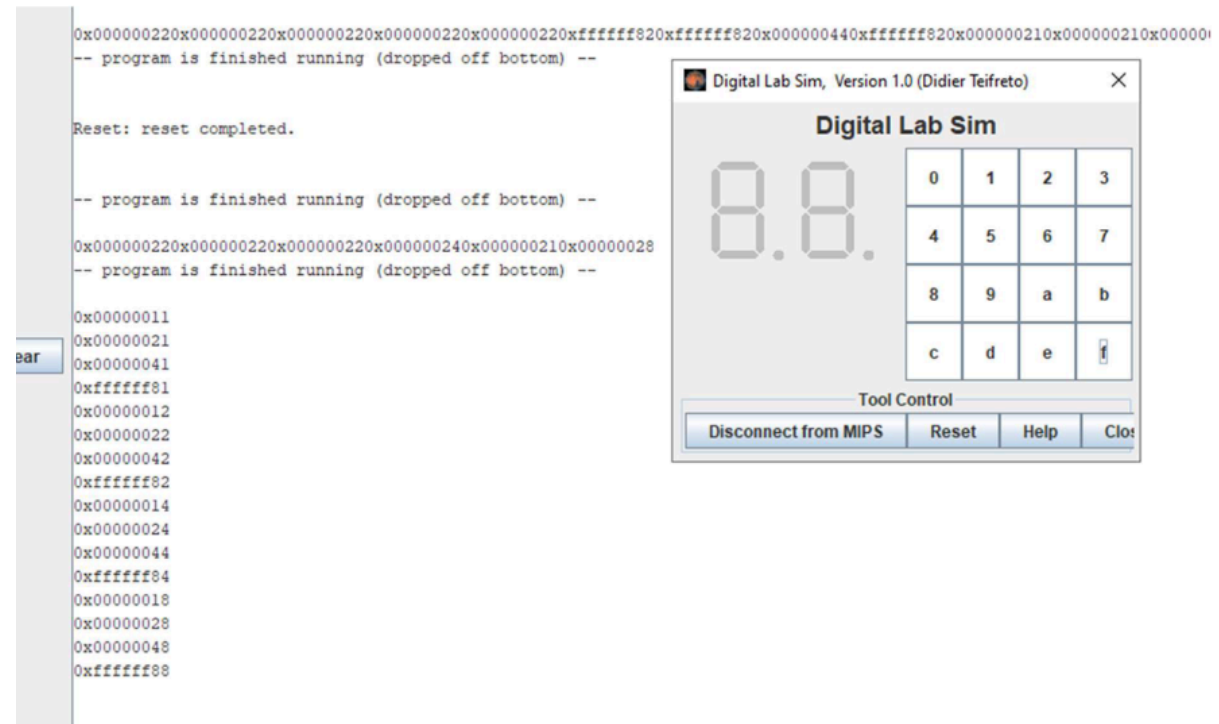 0x000000220x000000220x000000220x000000220x000000220xffffff820xffffff820x000000440xffffff820x000000210x000000210x00000
-- program is finished running (dropped off bottom) --
Reset: reset completed.
-- program is finished running (dropped off bottom) --
0x000000220x000000220x000000220x000000240x000000210x00000028
-- program is finished running (dropped off bottom) --
0x00000011
0x00000021
0x00000041
0xffffff81
0x00000012
0x00000022
0x00000042
0xffffff82
0x00000014
0x00000024
0x00000044
0xffffff84
0x00000018
0x00000028
0x00000048
0xffffff88
ear
Digital Lab Sim, Version 1.0 (Didier Teifreto)
Digital Lab Sim
8.8.
0 1 2 3
4 5 6 7
8 9 a b
c d e f
Tool Control
Disconnect from MIPS Reset Help Clos